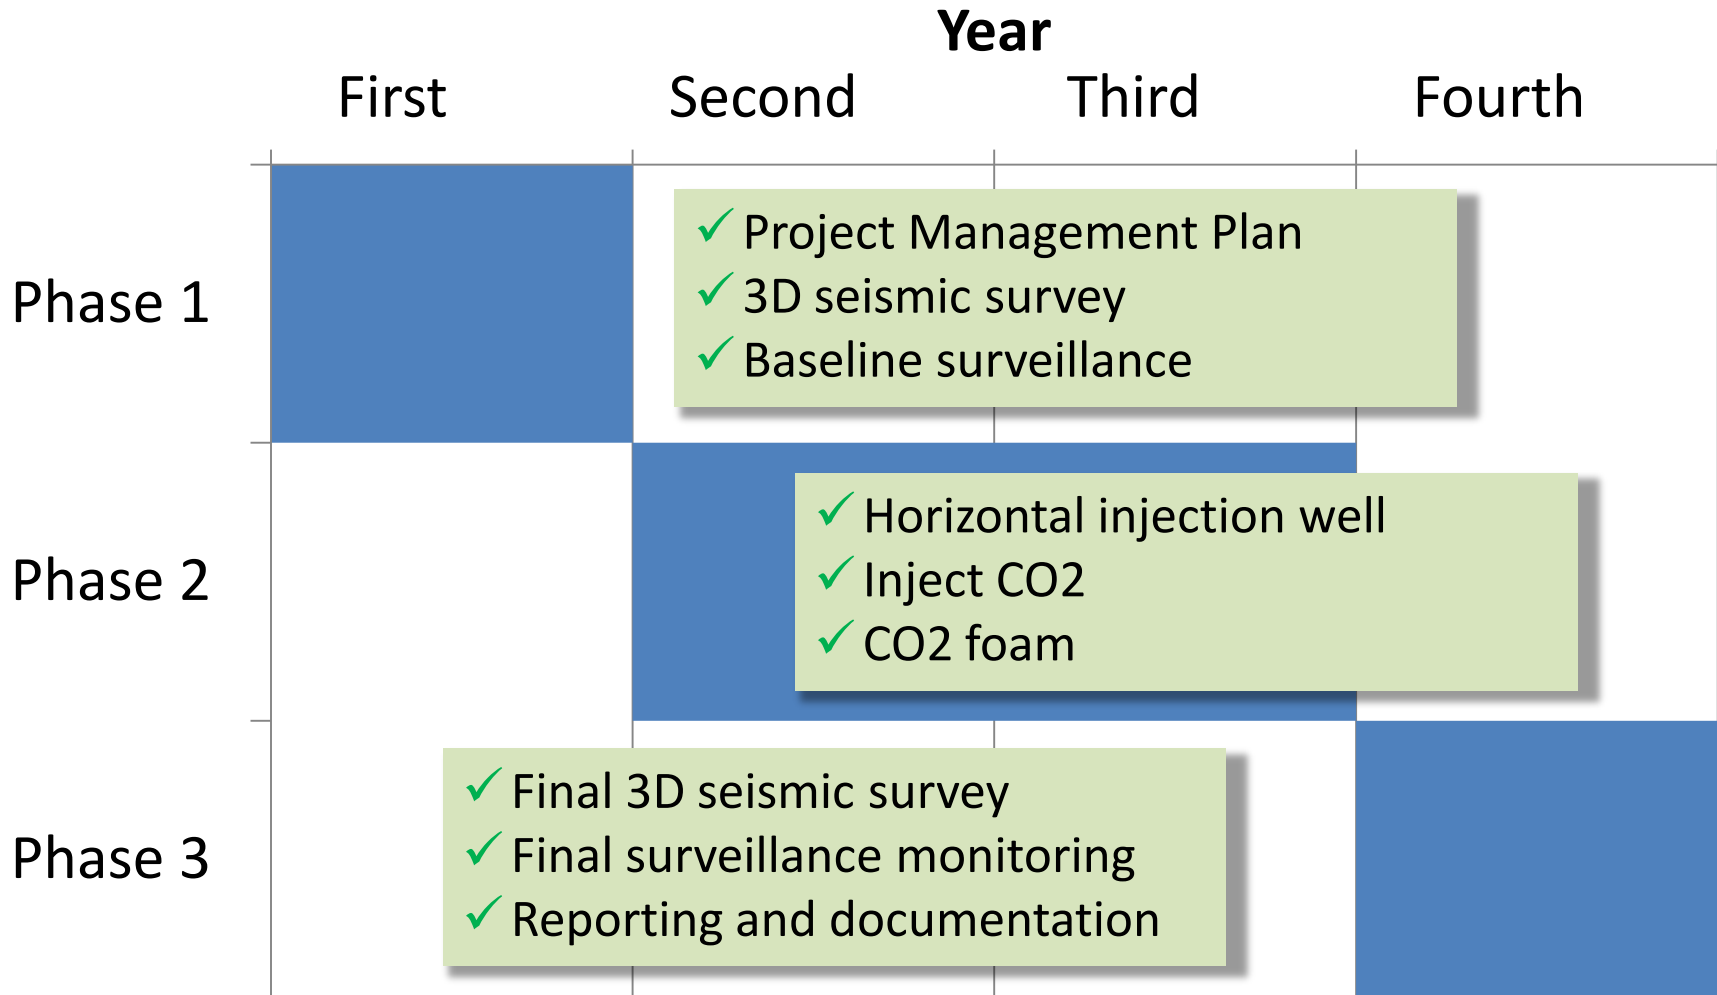 Year
First Second Third Fourth
Phase 1
Project Management Plan
3D seismic survey
Baseline surveillance
Phase 2
Horizontal injection well
Inject CO2
CO2 foam
Phase 3
Final 3D seismic survey
Final surveillance monitoring
Reporting and documentation